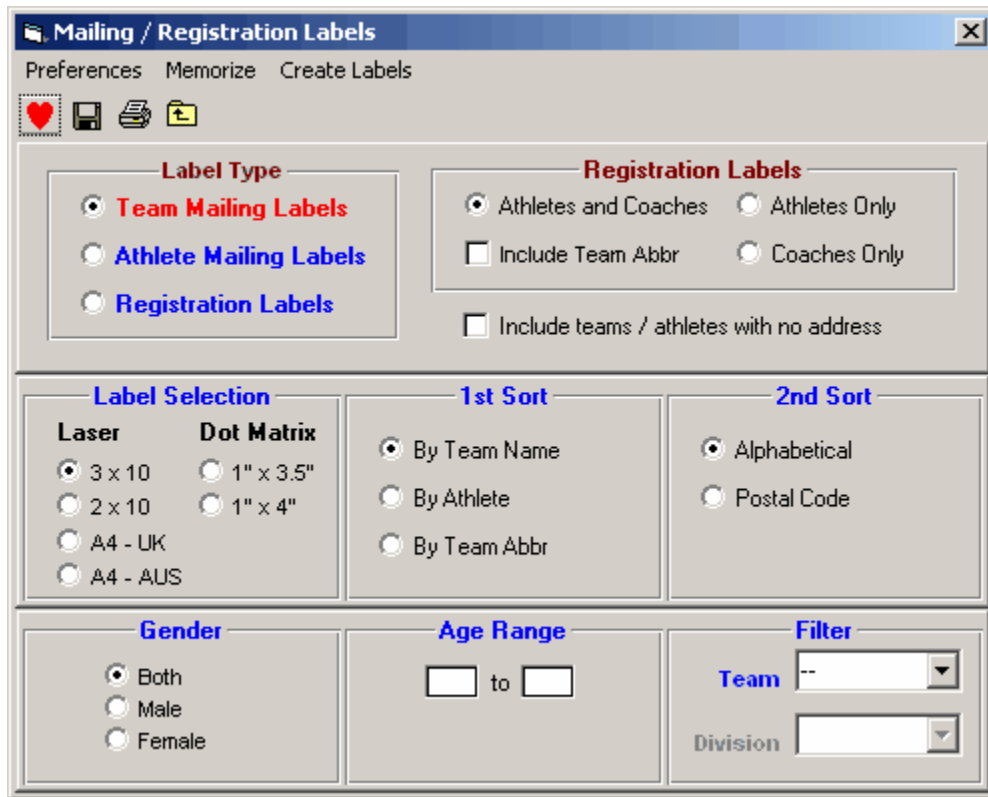 Mailing / Registration Labels
Preferences Memorize Create Labels
Label Type
Team Mailing Labels
Athlete Mailing Labels
Registration Labels
Registration Labels
Athletes and Coaches Athletes Only
Include Team Abbr Coaches Only
Include teams / athletes with no address
Label Selection
Laser Dot Matrix
3 x 10 1" x 3.5"
2 x 10 1" x 4"
A4 - UK
A4 - AUS
1st Sort
By Team Name
By Athlete
By Team Abbr
2nd Sort
Alphabetical
Postal Code
Gender
Both
Male
Female
Age Range
to
Filter
Team --
Division